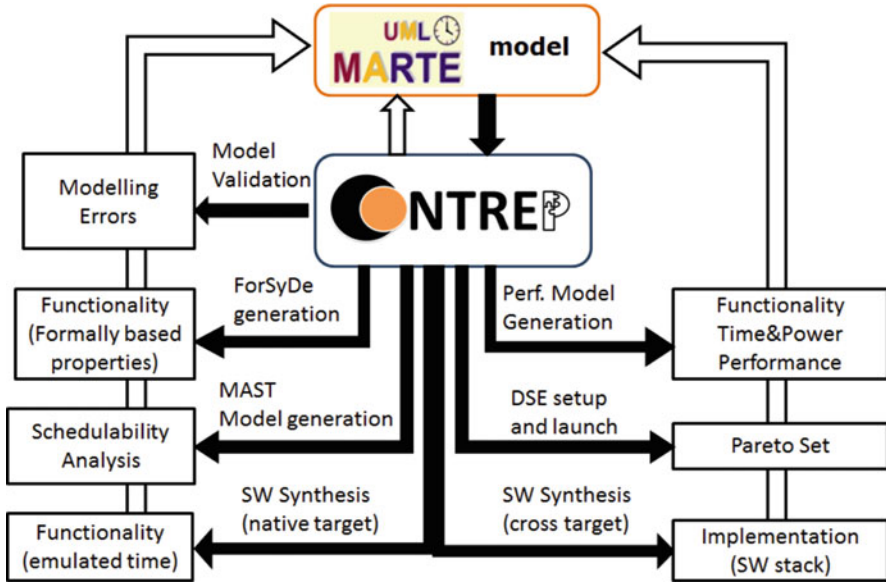 UML
MARTE
model
Model
Validation
Modelling
Errors
CONTREP
ForSyDe
generation
Perf. Model
Generation
Functionality
(Formally based
properties)
Functionality
Time&Power
Performance
MAST
Model generation
DSE setup
and launch
Schedulability
Analysis
Pareto Set
SW Synthesis
(native target)
SW Synthesis
(cross target)
Functionality
(emulated time)
Implementation
(SW stack)